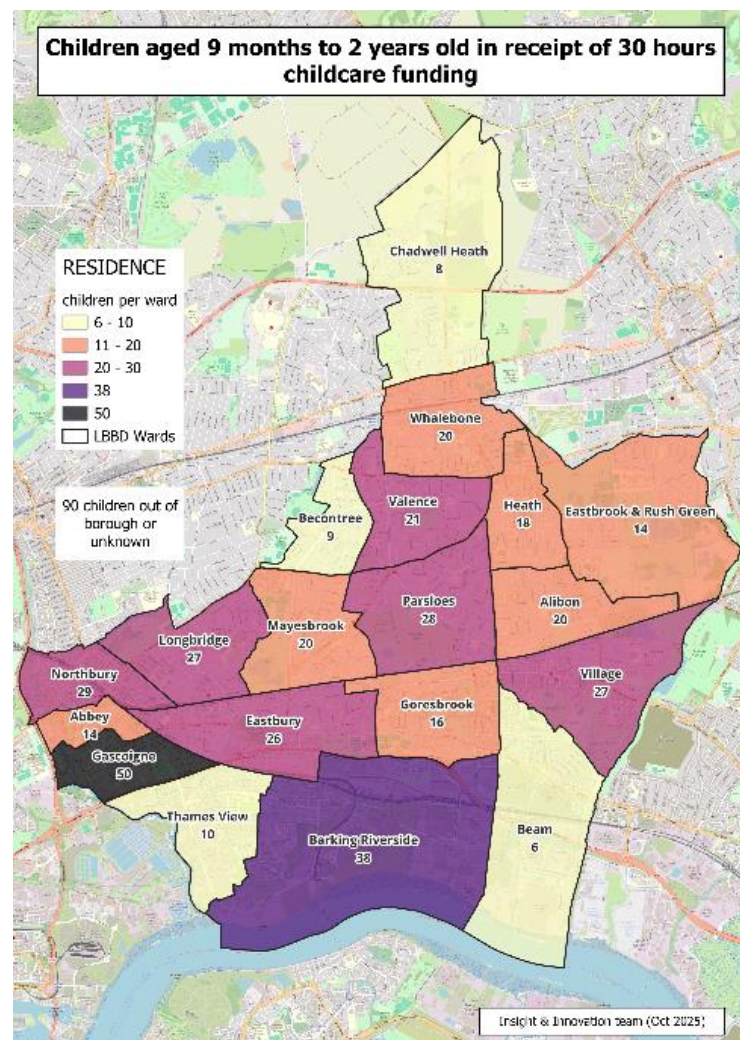 Children aged 9 months to 2 years old in receipt of 30 hours
childcare funding
Chadwell Heath
8
RESIDENCE
children per ward
6 - 10
11 - 20
20 - 30
38
50
LBBD Wards
90 children out of
borough or
unknown
Whalebone
20
Valence
21
Heath
18
Eastbrook & Rush Green
14
Becontree
9
Parsloes
28
Alibon
20
Mayesbrook
20
Longbridge
27
Northbury
29
Village
27
Abbey
14
Eastbury
26
Goresbrook
16
Gascoigne
50
Thames View
10
Barking Riverside
38
Beam
6
Insight & Innovation team (Oct 2025)